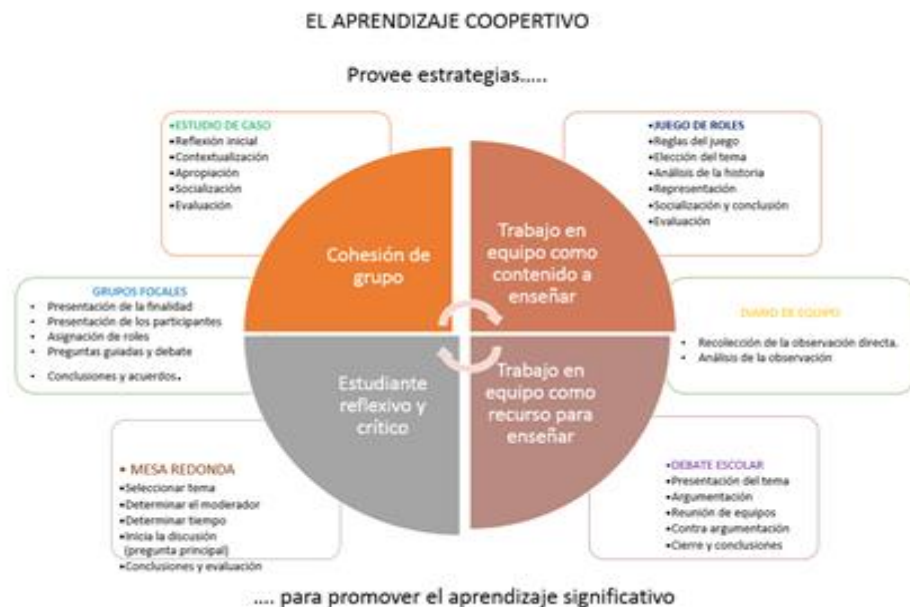 EL APRENDIZAJE COOPERTIVO
Provee estrategias.....
•ESTUDIO DE CASO
•Reflexión inicial
•Contextualización
•Apropiación
•Socialización
•Evaluación
•JUEGO DE ROLES
•Reglas del juego
•Elección del tema
•Análisis de la historia
•Representación
•Socialización y conclusión
•Evaluación
Cohesión de
grupo
Trabajo en
equipo como
contenido a
enseñar
GRUPOS FOCALES
• Presentación de la finalidad
• Presentación de los participantes
• Asignación de roles
• Preguntas guiadas y debate
• Conclusiones y acuerdos.
DIARIO DE EQUIPO
• Recolección de la observación directa.
• Análisis de la observación
Estudiante
reflexivo y
crítico
Trabajo en
equipo como
recurso para
enseñar
• MESA REDONDA
•Seleccionar tema
•Determinar el moderador
•Determinar tiempo
•Inicia la discusión
(pregunta principal)
•Conclusiones y evaluación
•DEBATE ESCOLAR
•Presentación del tema
•Argumentación
•Reunión de equipos
•Contra argumentación
•Cierre y conclusiones
.... para promover el aprendizaje significativo